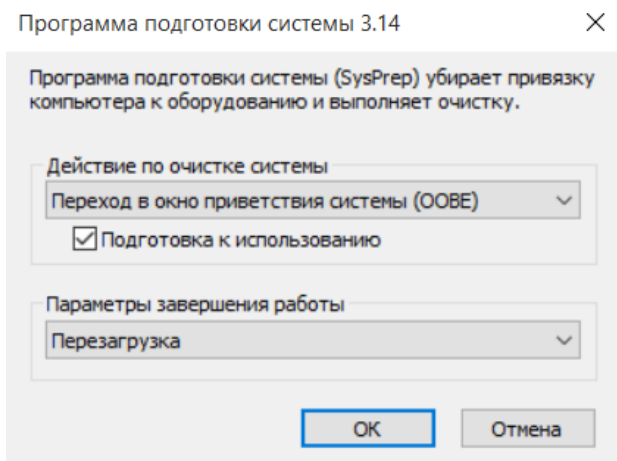 Программа подготовки системы 3.14
Программа подготовки системы (SysPrep) убирает привязку
компьютера к оборудованию и выполняет очистку.
Действие по очистке системы
Переход в окно приветствия системы (OOBE)
Подготовка к использованию
Параметры завершения работы
Перезагрузка
ОК
Отмена